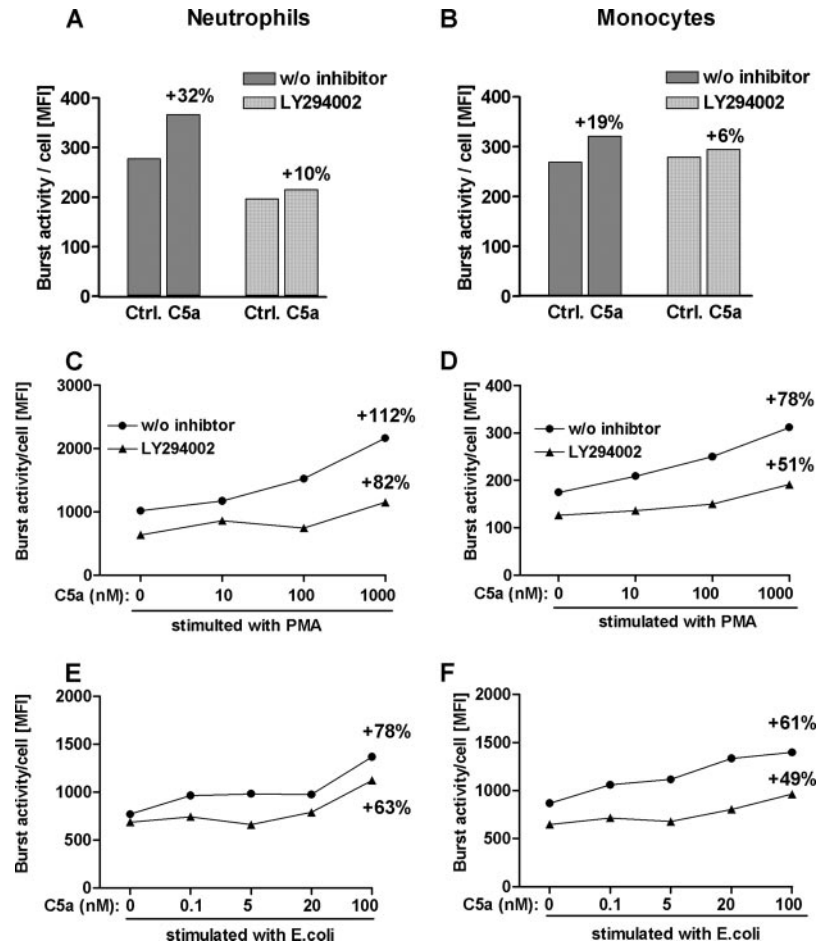 A Neutrophils
B Monocytes
w/o inhibitor
LY294002
Burst activity / cell [MFI]
400
300
200
100
0
+32%
+10%
Ctrl. C5a Ctrl. C5a
w/o inhibitor
LY294002
Burst activity / cell [MFI]
400
300
200
100
0
+19%
+6%
Ctrl. C5a Ctrl. C5a
C
Burst activity/cell [MFI]
3000
2000
1000
0
w/o inhibtor
LY294002
+112%
+82%
C5a (nM): 0 10 100 1000
stimulted with PMA
D
Burst activity/cell [MFI]
400
300
200
100
0
w/o inhibitor
LY294002
+78%
+51%
C5a (nM): 0 10 100 1000
stimulated with PMA
E
Burst activity/cell [MFI]
2000
1500
1000
500
0
+78%
+63%
C5a (nM): 0 0.1 5 20 100
stimulated with E.coli
F
Burst activity/cell [MFI]
2000
1500
1000
500
0
+61%
+49%
C5a (nM): 0 0.1 5 20 100
stimulated with E.coli